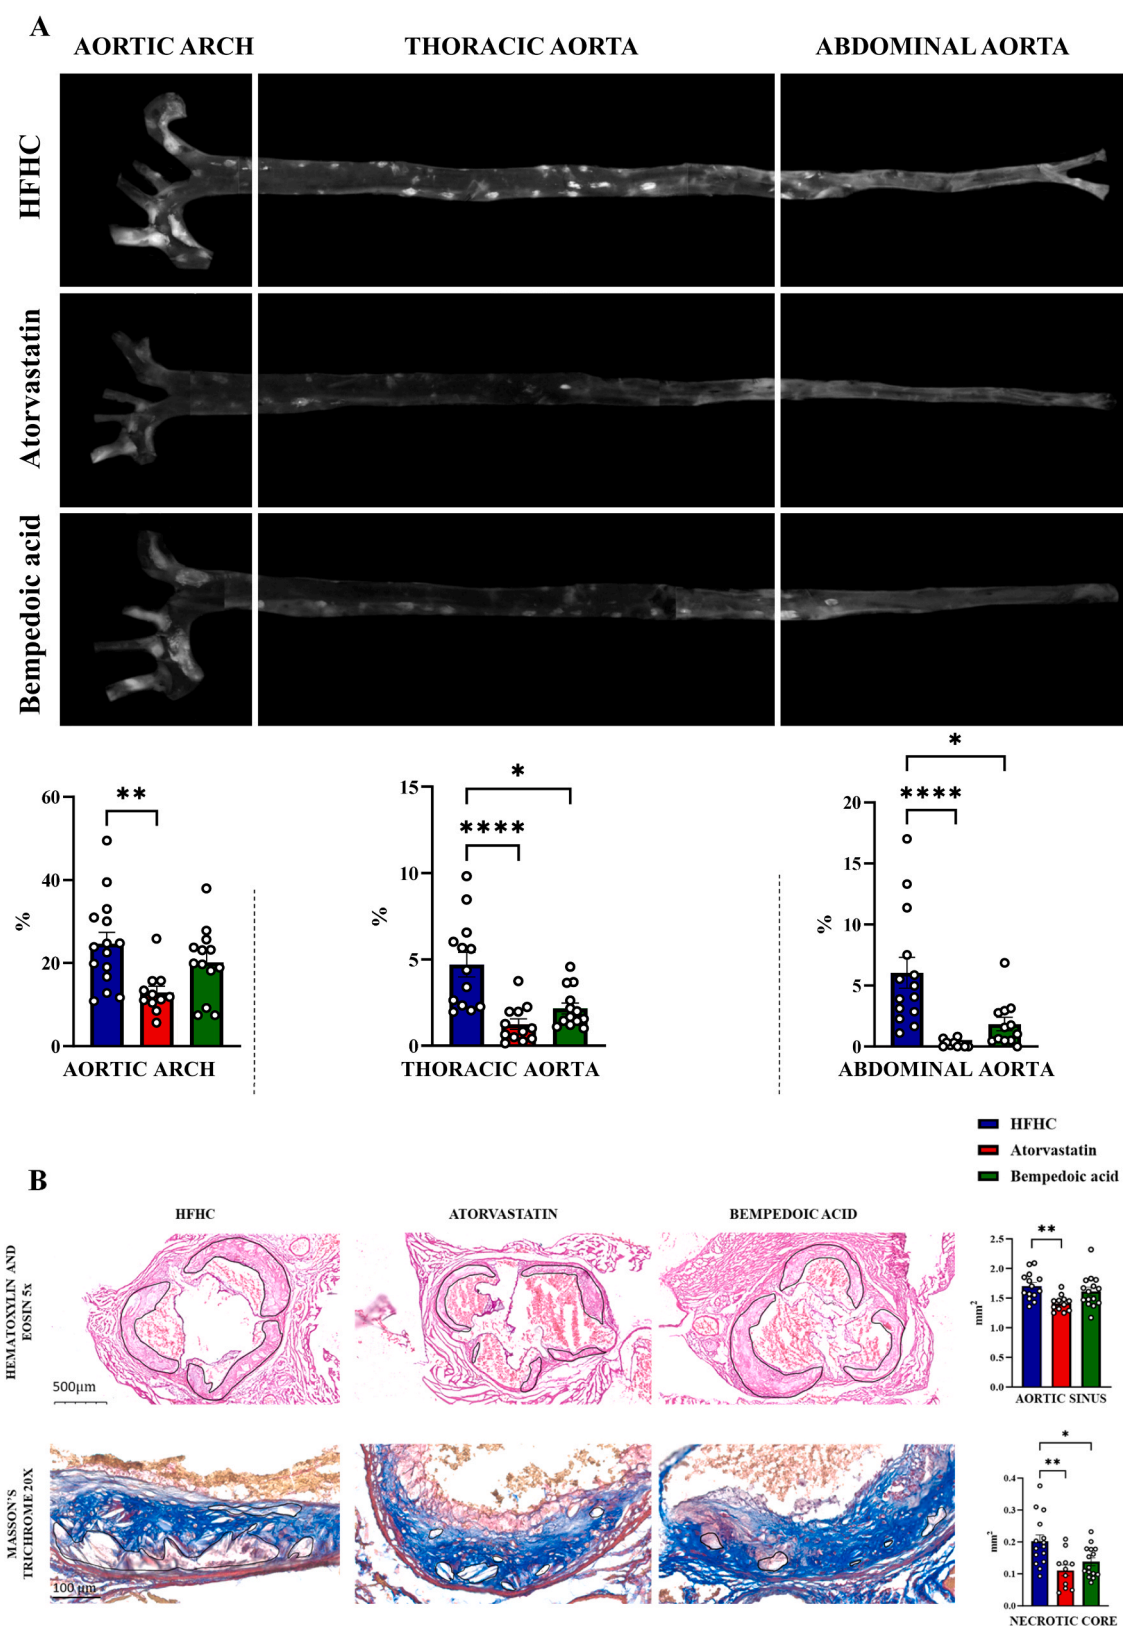 A
AORTIC ARCH THORACIC AORTA ABDOMINAL AORTA
HFHC
Atorvastatin
Bempedoic acid
** 
60
40
20
0
%
AORTIC ARCH
*
****
15
10
5
0
%
THORACIC AORTA
*
****
20
15
10
5
0
%
ABDOMINAL AORTA
HFHC
Atorvastatin
Bempedoic acid
B
HFHC ATORVASTATIN BEMPEDOIC ACID
HEMATOXYLIN AND
EOSIN 5x
500µm
**
2.5
2.0
1.5
1.0
0.5
0.0
mm²
AORTIC SINUS
MASSON'S
TRICHROME 20X
100 µm
*
**
0.4
0.3
0.2
0.1
0.0
mm²
NECROTIC CORE